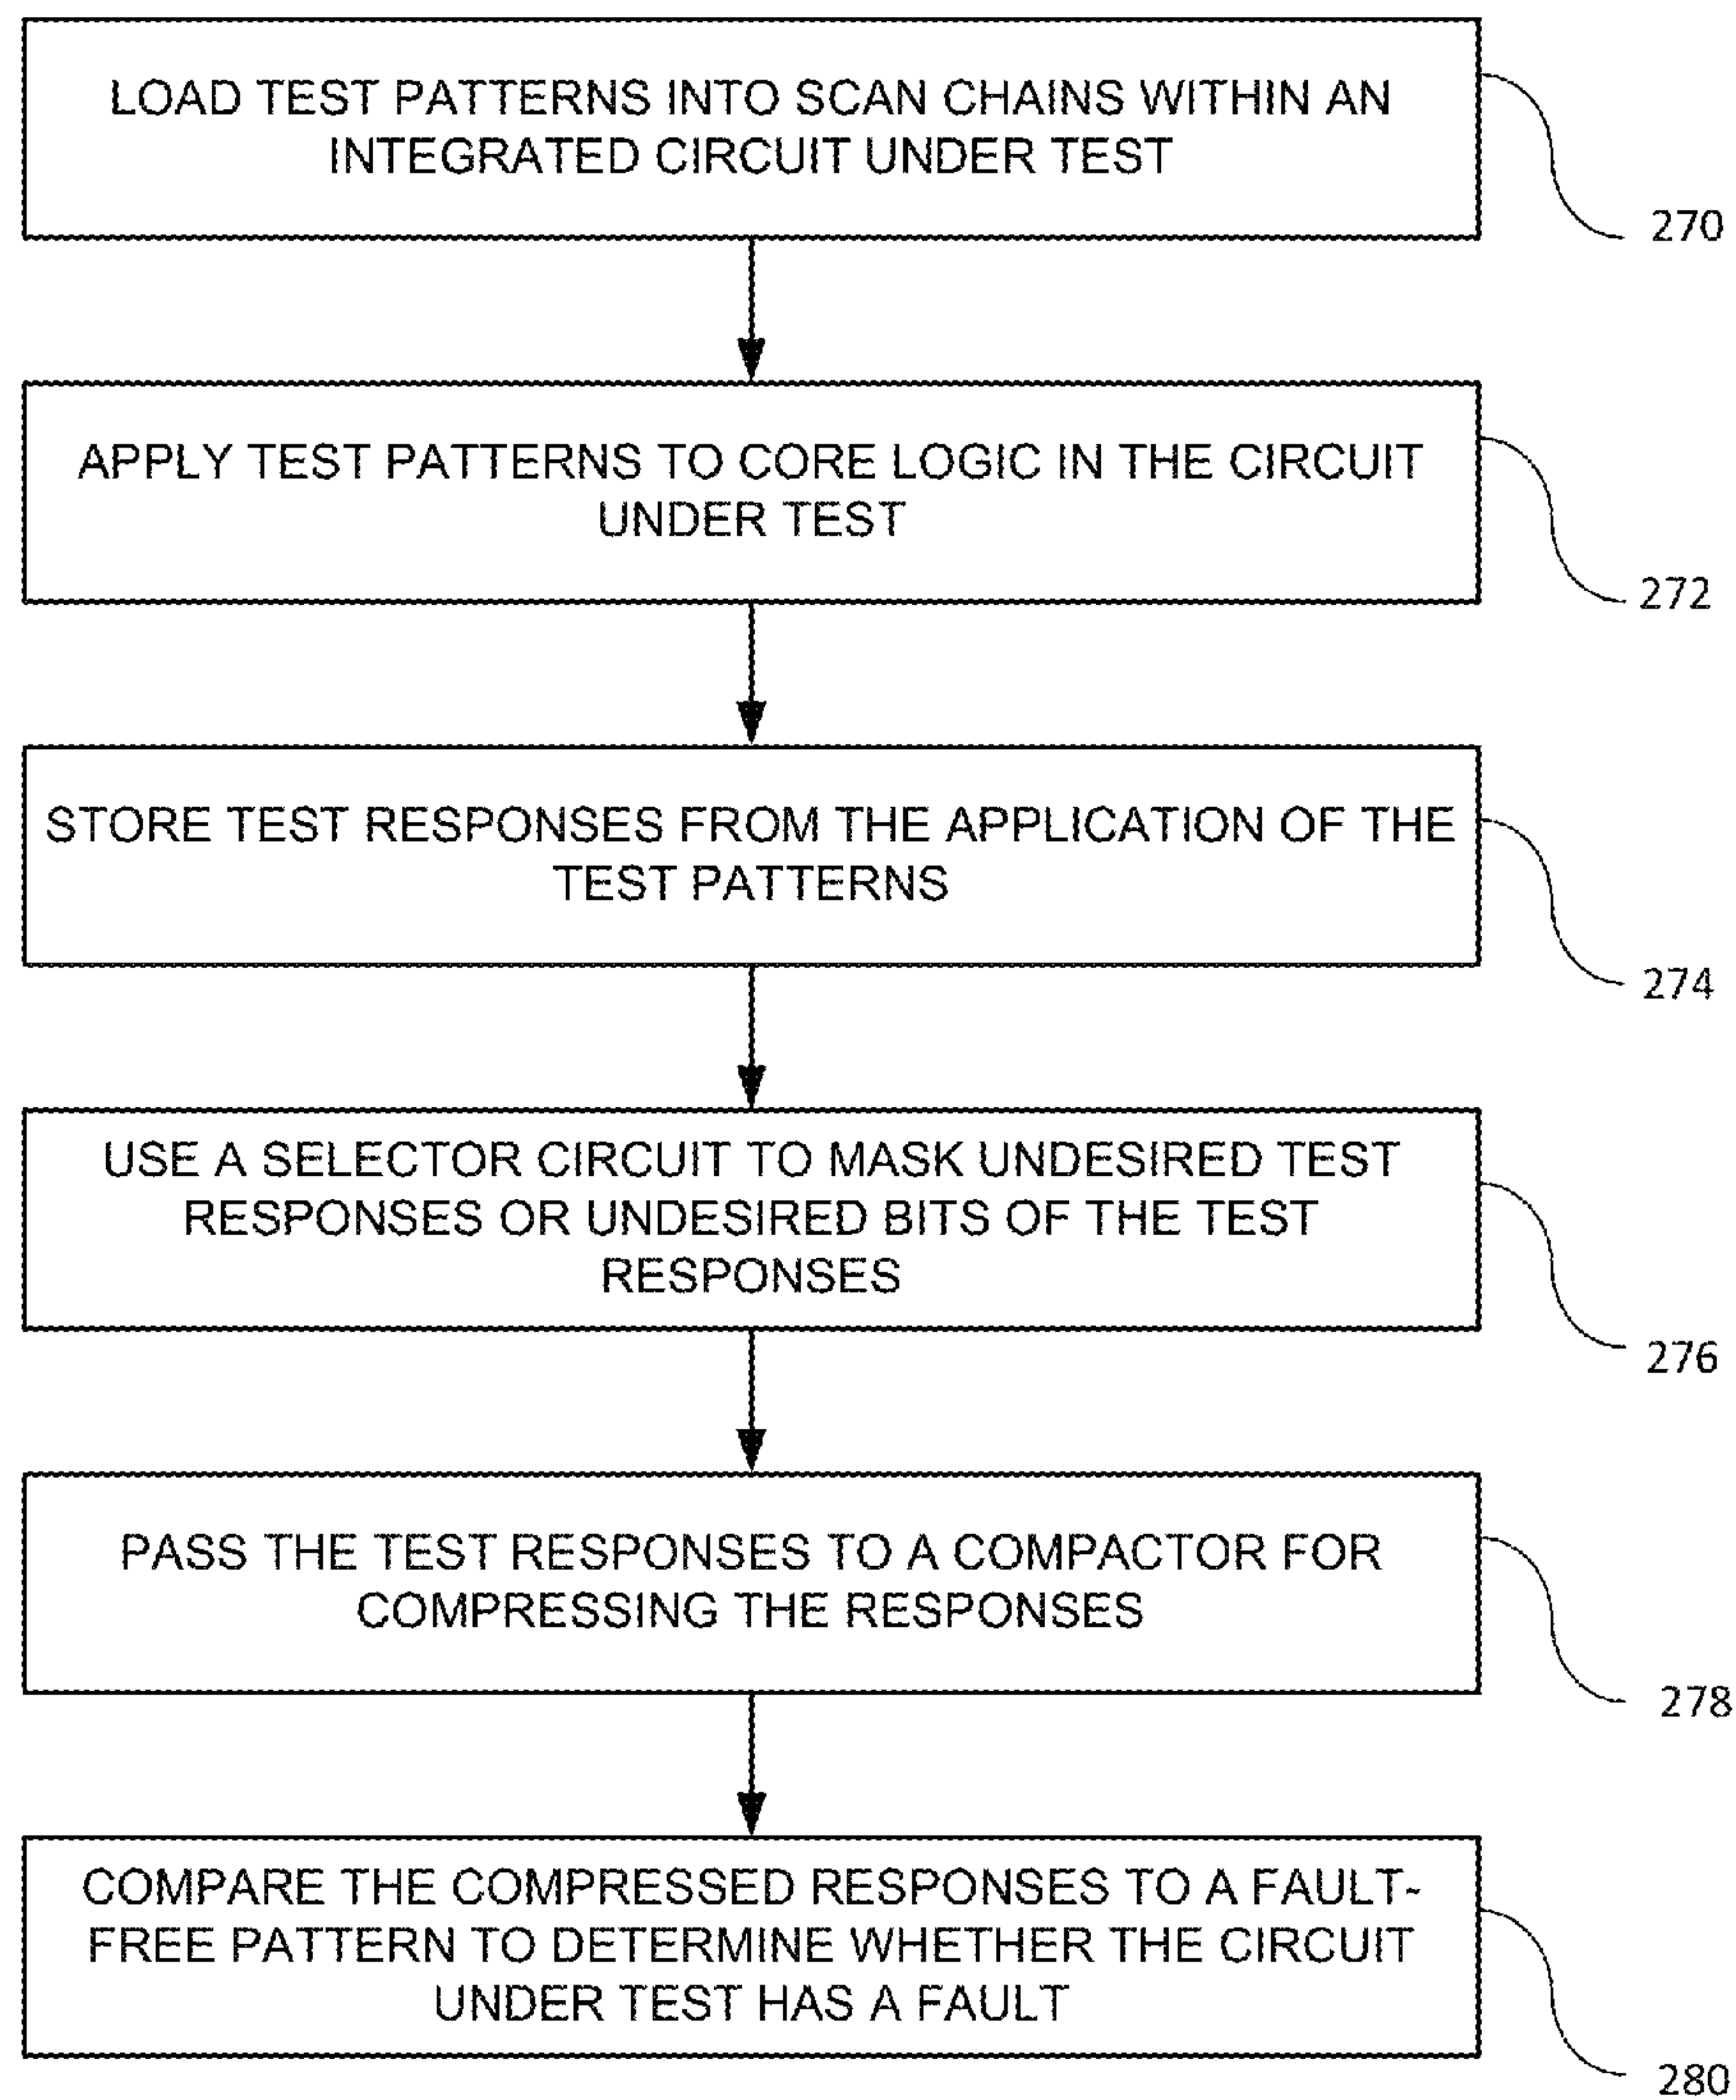 LOAD TEST PATTERNS INTO SCAN CHAINS WITHIN AN
INTEGRATED CIRCUIT UNDER TEST
270
APPLY TEST PATTERNS TO CORE LOGIC IN THE CIRCUIT
UNDER TEST
272
STORE TEST RESPONSES FROM THE APPLICATION OF THE
TEST PATTERNS
274
USE A SELECTOR CIRCUIT TO MASK UNDESIRED TEST
RESPONSES OR UNDESIRED BITS OF THE TEST
RESPONSES
276
PASS THE TEST RESPONSES TO A COMPACTOR FOR
COMPRESSING THE RESPONSES
278
COMPARE THE COMPRESSED RESPONSES TO A FAULT-
FREE PATTERN TO DETERMINE WHETHER THE CIRCUIT
UNDER TEST HAS A FAULT
280